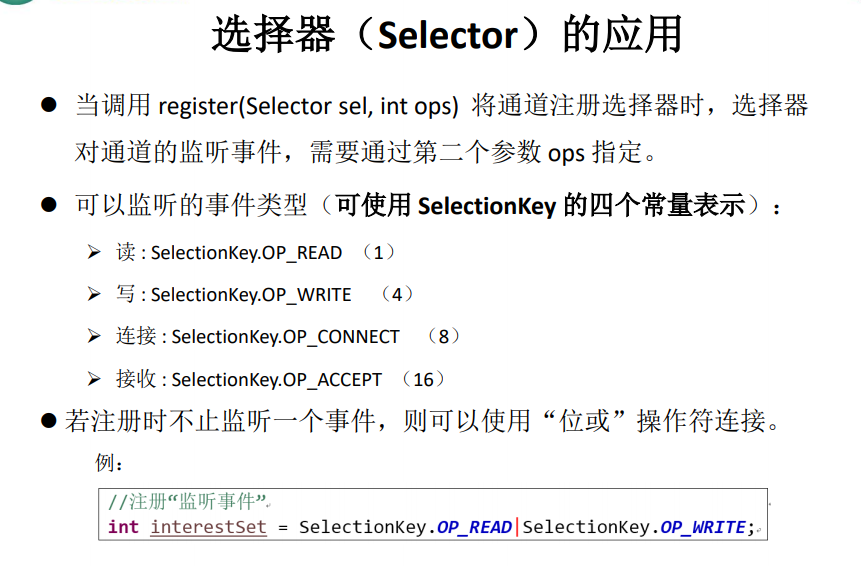 选择器（Selector）的应用
● 当调用 register(Selector sel, int ops) 将通道注册选择器时，选择器
对通道的监听事件，需要通过第二个参数 ops 指定。
● 可以监听的事件类型（可使用 SelectionKey 的四个常量表示）:
➢ 读 : SelectionKey.OP_READ （1）
➢ 写 : SelectionKey.OP_WRITE （4）
➢ 连接 : SelectionKey.OP_CONNECT （8）
➢ 接收 : SelectionKey.OP_ACCEPT （16）
● 若注册时不止监听一个事件，则可以使用“位或”操作符连接。
例:
//注册“监听事件”
int interestSet = SelectionKey.OP_READ|SelectionKey.OP_WRITE;